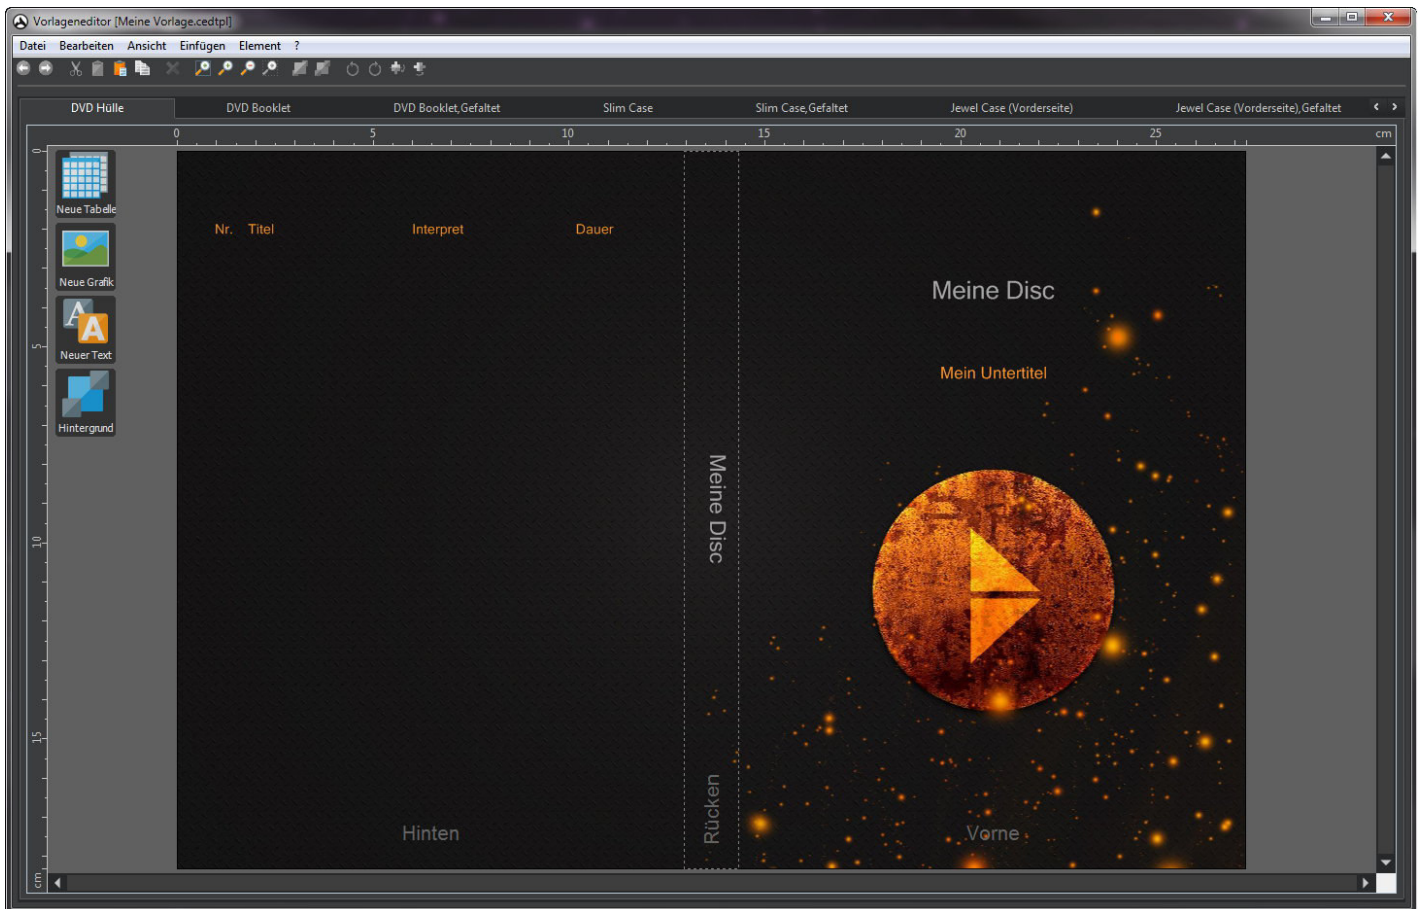 Vorlageneditor [Meine Vorlage.cedtpl]
Datei Bearbeiten Ansicht Einfügen Element ?
DVD Hülle DVD Booklet DVD Booklet,Gefaltet Slim Case Slim Case,Gefaltet Jewel Case (Vorderseite) Jewel Case (Vorderseite),Gefaltet
0 5 10 15 20 25 cm
0
Neue Tabelle
Nr. Titel Interpret Dauer
Neue Grafik
Meine Disc
5
Neuer Text
Mein Untertitel
Hintergrund
Meine Disc
10
15
Rücken
Hinten
Vorne
cm